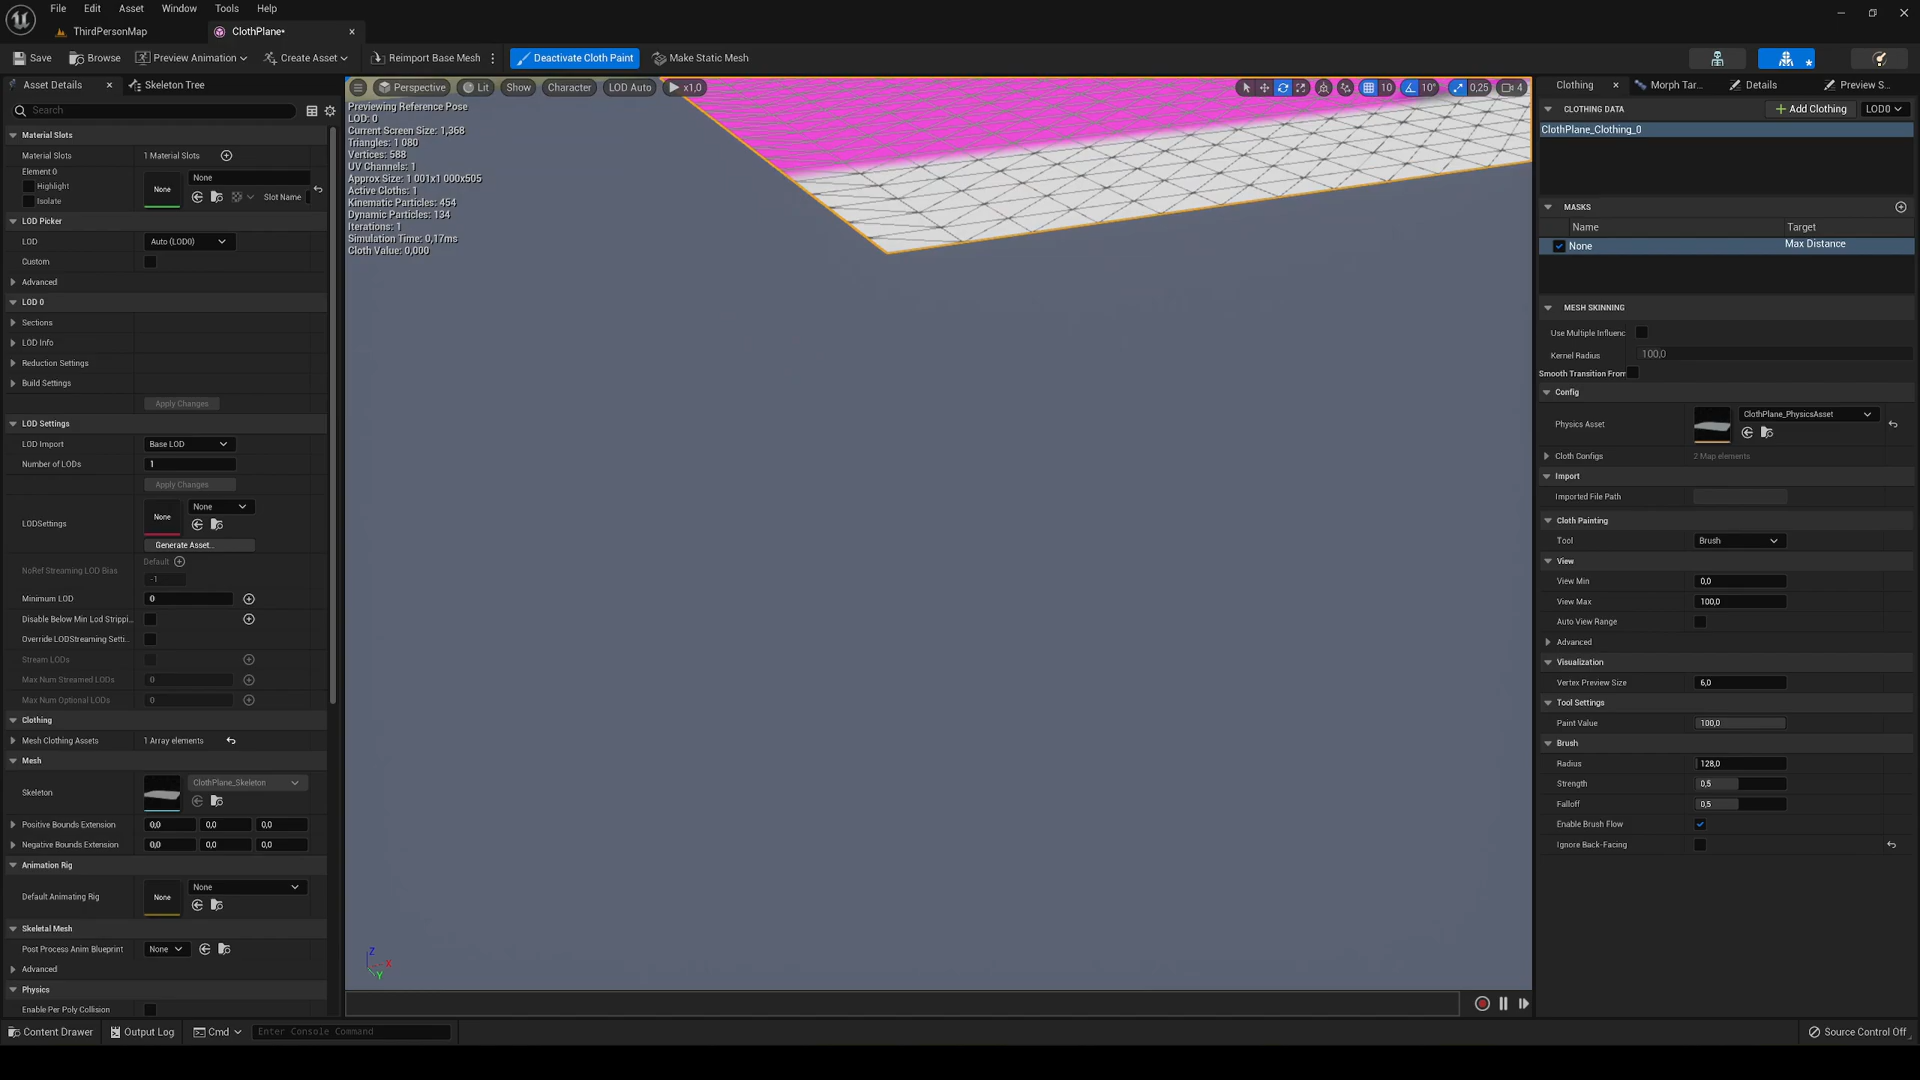 File Edit Asset Window Tools Help
ThirdPersonMap ClothPlane*
Save Browse Preview Animation Create Asset Reimport Base Mesh Deactivate Cloth Paint Make Static Mesh
Asset Details Skeleton Tree
Search
Material Slots
Material Slots 1 Material Slots
Element 0
Highlight
Isolate
None None
Slot Name
LOD Picker
LOD Auto (LOD0)
Custom
Advanced
LOD 0
Sections
LOD Info
Reduction Settings
Build Settings
Apply Changes
LOD Settings
LOD Import Base LOD
Number of LODs 1
Apply Changes
LODSettings None None
Generate Asset...
NoRef Streaming LOD Bias Default
-1
Minimum LOD 0
Disable Below Min Lod Strippi...
Override LODStreaming Setti...
Stream LODs
Max Num Streamed LODs 0
Max Num Optional LODs 0
Clothing
Mesh Clothing Assets 1 Array elements
Mesh
Skeleton ClothPlane_Skeleton
Positive Bounds Extension 0,0 0,0 0,0
Negative Bounds Extension 0,0 0,0 0,0
Animation Rig
Default Animating Rig None None
Skeletal Mesh
Post Process Anim Blueprint None
Advanced
Physics
Enable Per Poly Collision
Perspective Lit Show Character LOD Auto x1,0
10 10° 0,25 4
Previewing Reference Pose
LOD: 0
Current Screen Size: 1,368
Triangles: 1 080
Vertices: 588
UV Channels: 1
Approx Size: 1 001x1 000x505
Active Cloths: 1
Kinematic Particles: 454
Dynamic Particles: 134
Iterations: 1
Simulation Time: 0,17ms
Cloth Value: 0,000
Z
X
Y
Clothing Morph Tar... Details Preview S...
CLOTHING DATA Add Clothing LOD0
ClothPlane_Clothing_0
MASKS
Name Target
None Max Distance
MESH SKINNING
Use Multiple Influenc
Kernel Radius 100,0
Smooth Transition From
Config
Physics Asset ClothPlane_PhysicsAsset
Cloth Configs 2 Map elements
Import
Imported File Path
Cloth Painting
Tool Brush
View
View Min 0,0
View Max 100,0
Auto View Range
Advanced
Visualization
Vertex Preview Size 6,0
Tool Settings
Paint Value 100,0
Brush
Radius 128,0
Strength 0,5
Falloff 0,5
Enable Brush Flow
Ignore Back-Facing
Content Drawer Output Log Cmd Enter Console Command Source Control Off